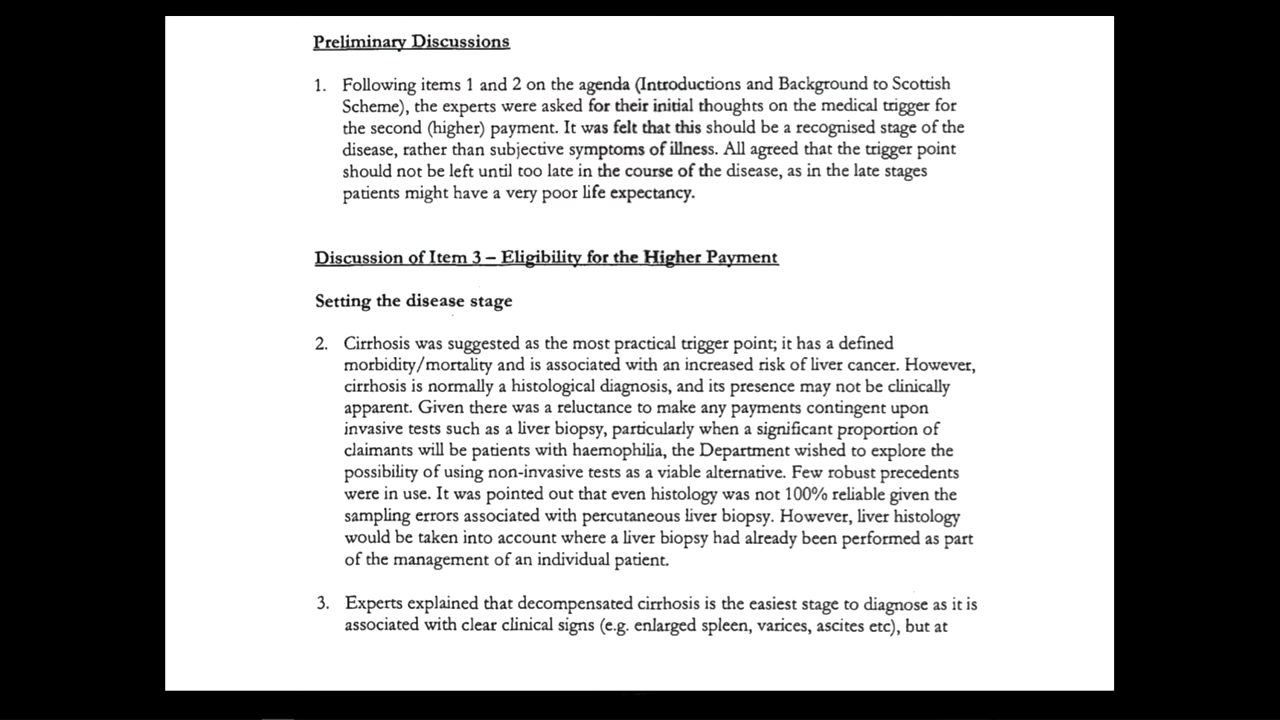 Preliminary Discussions
1. Following items 1 and 2 on the agenda (Introductions and Background to Scottish
Scheme), the experts were asked for their initial thoughts on the medical trigger for
the second (higher) payment. It was felt that this should be a recognised stage of the
disease, rather than subjective symptoms of illness. All agreed that the trigger point
should not be left until too late in the course of the disease, as in the late stages
patients might have a very poor life expectancy.
Discussion of Item 3 – Eligibility for the Higher Payment
Setting the disease stage
2. Cirrhosis was suggested as the most practical trigger point; it has a defined
morbidity/mortality and is associated with an increased risk of liver cancer. However,
cirrhosis is normally a histological diagnosis, and its presence may not be clinically
apparent. Given there was a reluctance to make any payments contingent upon
invasive tests such as a liver biopsy, particularly when a significant proportion of
claimants will be patients with haemophilia, the Department wished to explore the
possibility of using non-invasive tests as a viable alternative. Few robust precedents
were in use. It was pointed out that even histology was not 100% reliable given the
sampling errors associated with percutaneous liver biopsy. However, liver histology
would be taken into account where a liver biopsy had already been performed as part
of the management of an individual patient.
3. Experts explained that decompensated cirrhosis is the easiest stage to diagnose as it is
associated with clear clinical signs (e.g. enlarged spleen, varices, ascites etc), but at